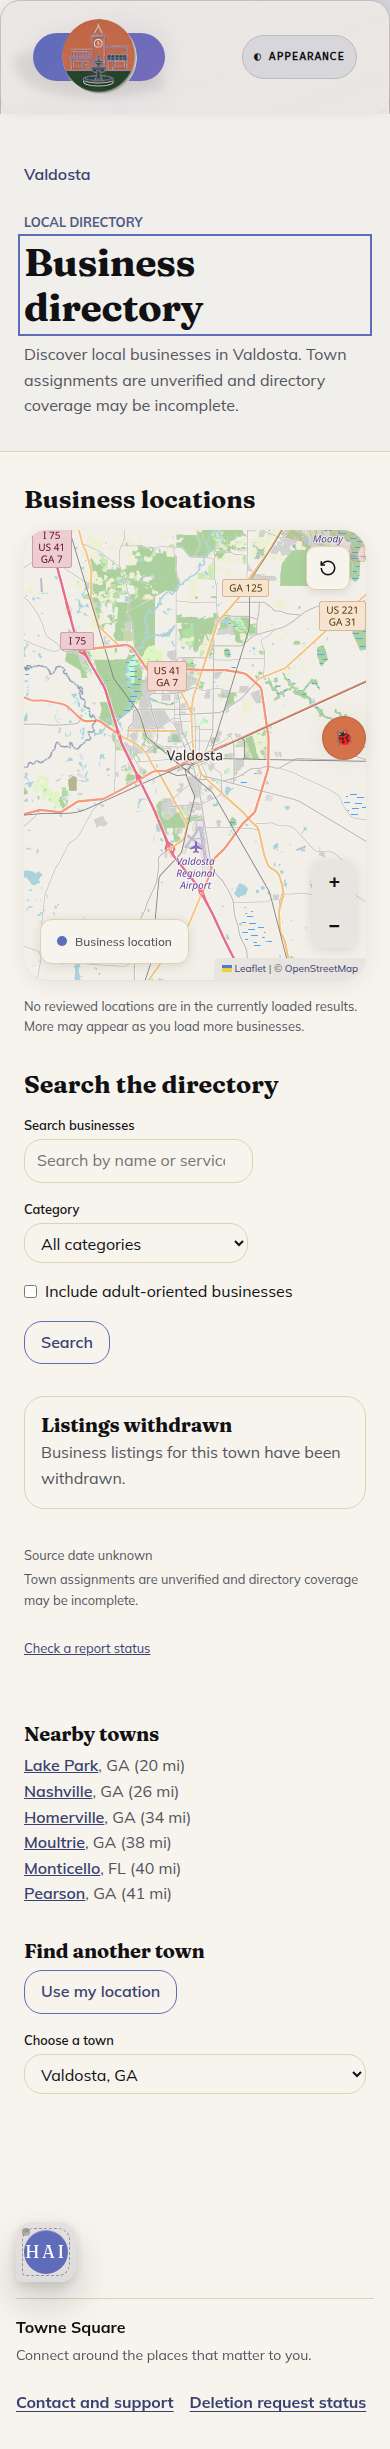 ◐ APPEARANCE
Valdosta
LOCAL DIRECTORY
Business
directory
Discover local businesses in Valdosta. Town
assignments are unverified and directory
coverage may be incomplete.
Business locations
I 75
US 41
GA 7
Moody
GA 125
US 221
GA 31
I 75
US 41
GA 7
Valdosta
Valdosta
Regional
Airport
+
−
Business location
Leaflet | © OpenStreetMap
No reviewed locations are in the currently loaded results.
More may appear as you load more businesses.
Search the directory
Search businesses
Search by name or servic
Category
All categories
Include adult-oriented businesses
Search
Listings withdrawn
Business listings for this town have been
withdrawn.
Source date unknown
Town assignments are unverified and directory coverage
may be incomplete.
Check a report status
Nearby towns
Lake Park, GA (20 mi)
Nashville, GA (26 mi)
Homerville, GA (34 mi)
Moultrie, GA (38 mi)
Monticello, FL (40 mi)
Pearson, GA (41 mi)
Find another town
Use my location
Choose a town
Valdosta, GA
HAI
Towne Square
Connect around the places that matter to you.
Contact and support Deletion request status